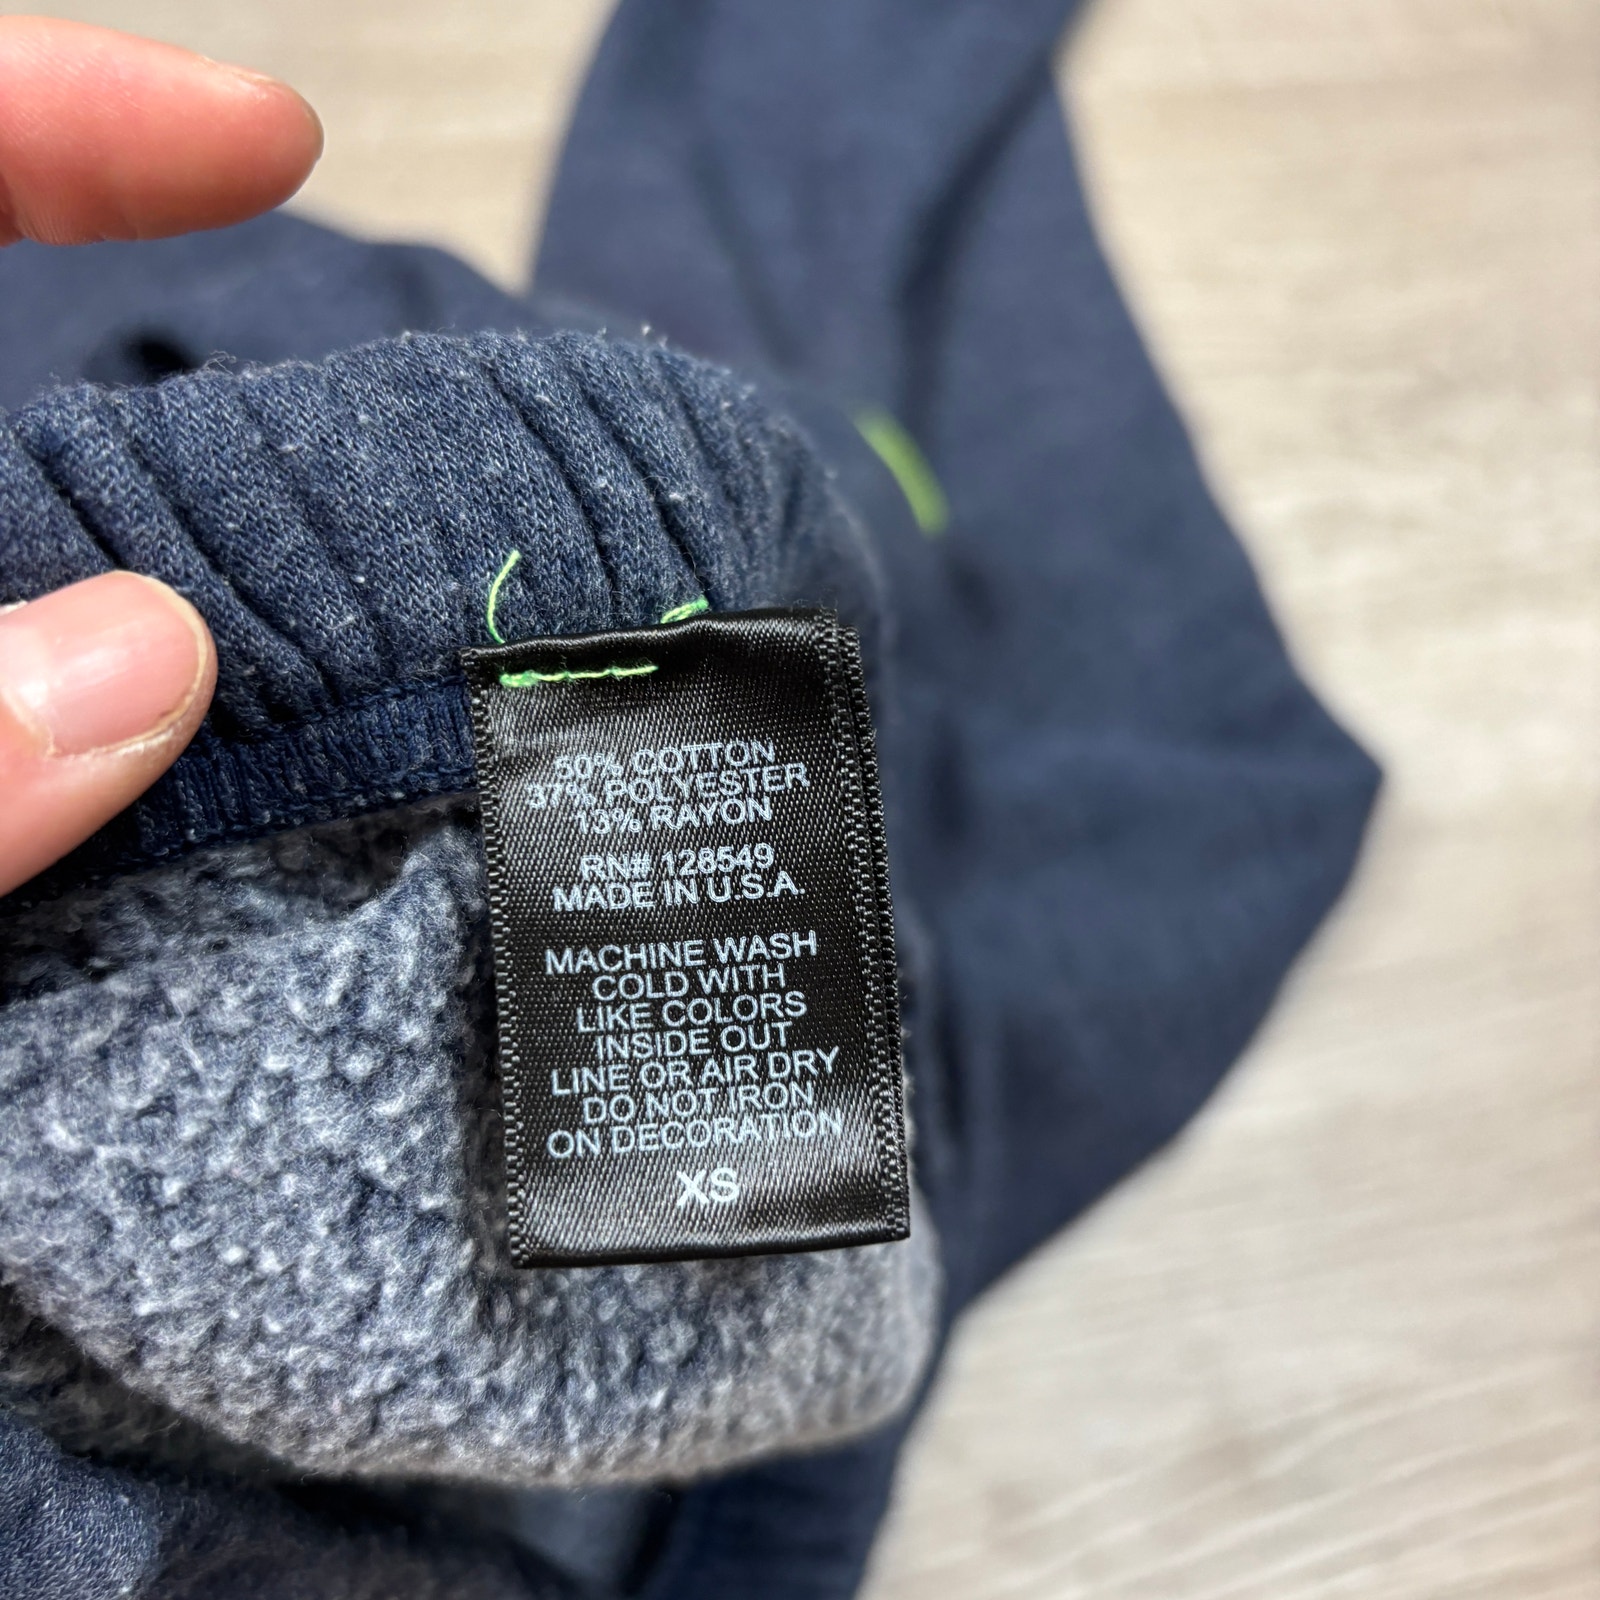 50% COTTON
37% POLYESTER
13% RAYON
RN# 128549
MADE IN U.S.A.
MACHINE WASH
COLD WITH
LIKE COLORS
INSIDE OUT
LINE OR AIR DRY
DO NOT IRON
ON DECORATION
XS